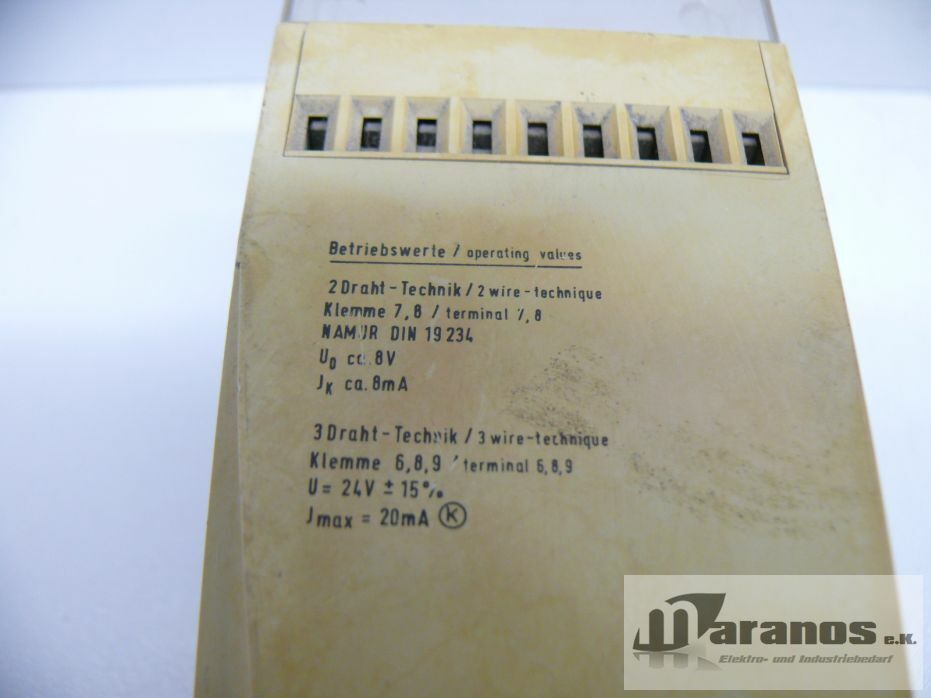 Betriebswerte / operating values
2 Draht - Technik / 2 wire - technique
Klemme 7,8 / terminal 7,8
NAMUR DIN 19 234
U0 ca. 8V
JK ca. 8mA
3 Draht - Technik / 3 wire - technique
Klemme 6,8,9 / terminal 6,8,9
U = 24V ± 15%
Jmax = 20mA Ⓚ
Maranos e.K.
Elektro- und Industriebedarf